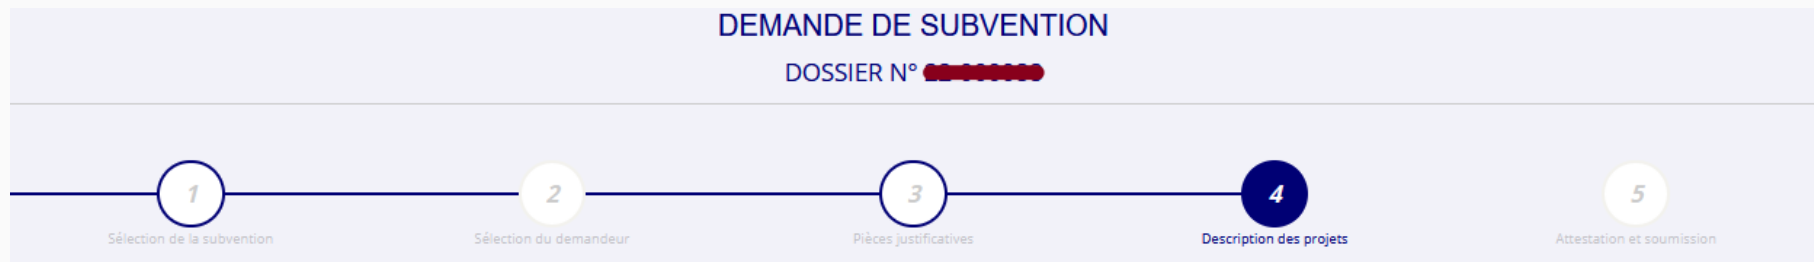 DEMANDE DE SUBVENTION
DOSSIER N°
1 2 3 4 5
Sélection de la subvention Sélection du demandeur Pièces justificatives Description des projets Attestation et soumission